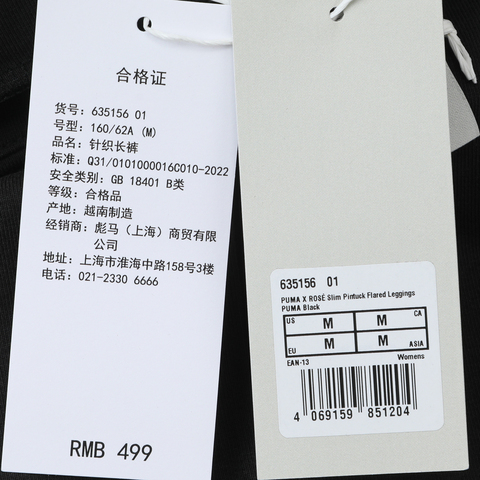 合格证
货号: 635156 01
号型: 160/62A (M)
品名: 针织长裤
标准: Q31/0101000016C010-2022
安全类别: GB 18401 B类
等级: 合格品
产地: 越南制造
经销商: 彪马（上海）商贸有限
公司
地址: 上海市淮海中路158号3楼
电话: 021-2330 6666
RMB 499
635156 01
PUMA X ROSÉ Slim Pintuck Flared Leggings
PUMA Black
US M M CA
EU M M ASIA
EAN-13 Womens
4 069159 851204